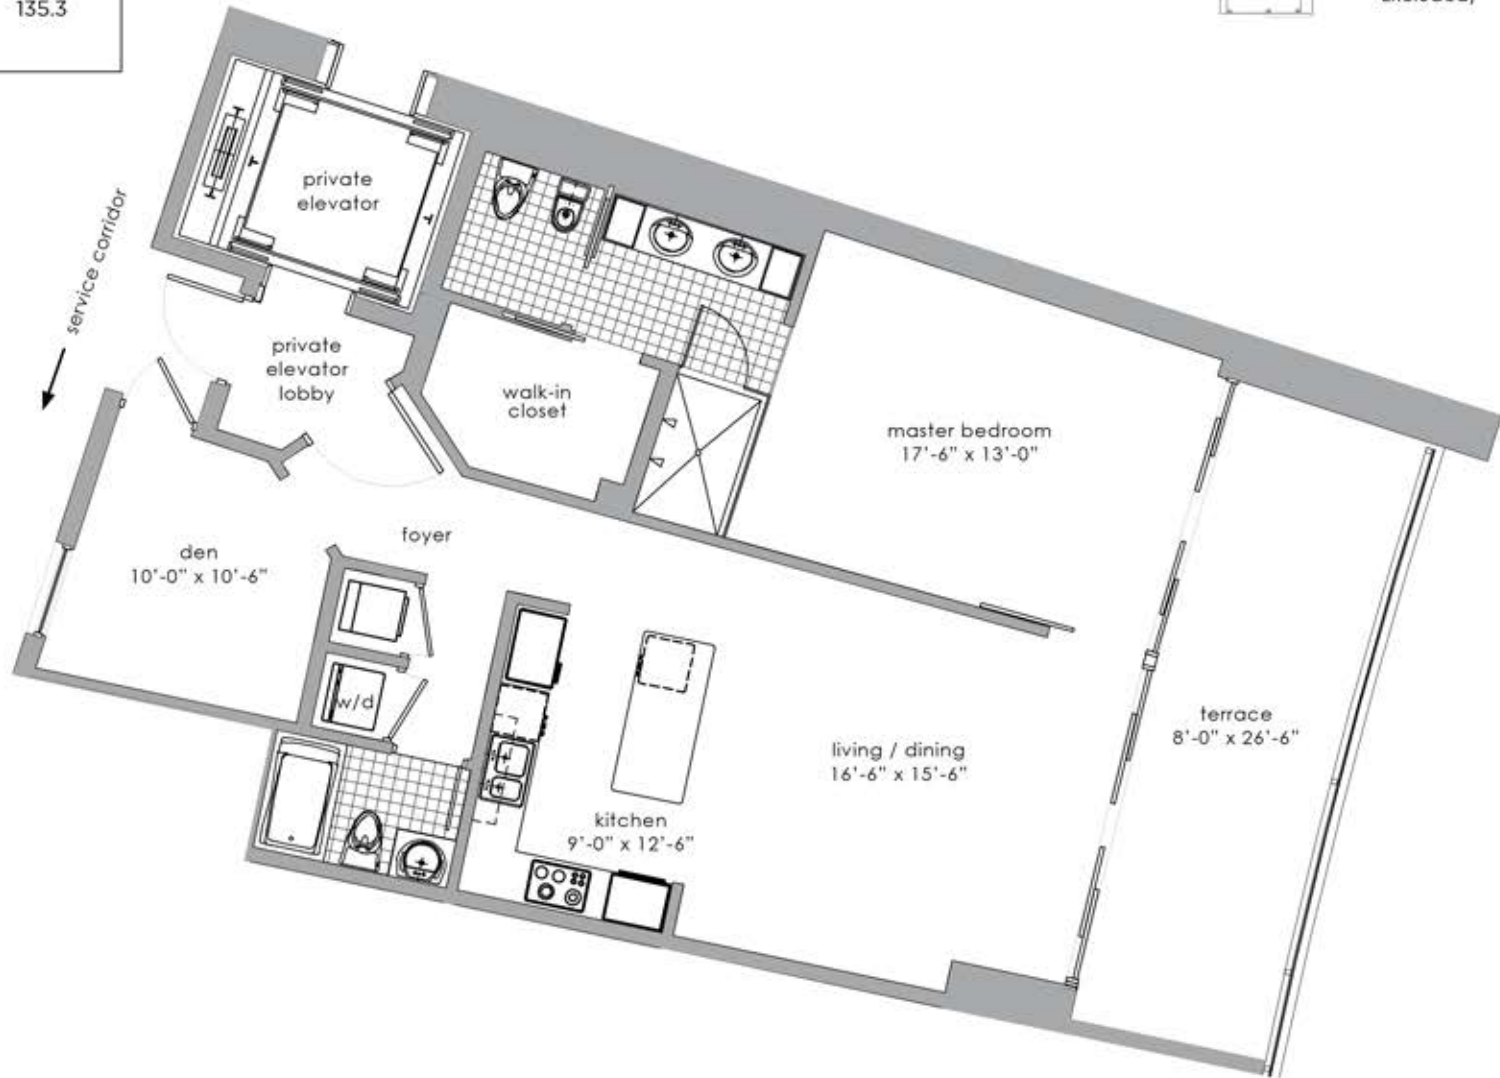 135.3
private
elevator
service corridor
private
elevator
lobby
walk-in
closet
master bedroom
17'-6" x 13'-0"
foyer
den
10'-0" x 10'-6"
w/d
terrace
8'-0" x 26'-6"
living / dining
16'-6" x 15'-6"
kitchen
9'-0" x 12'-6"